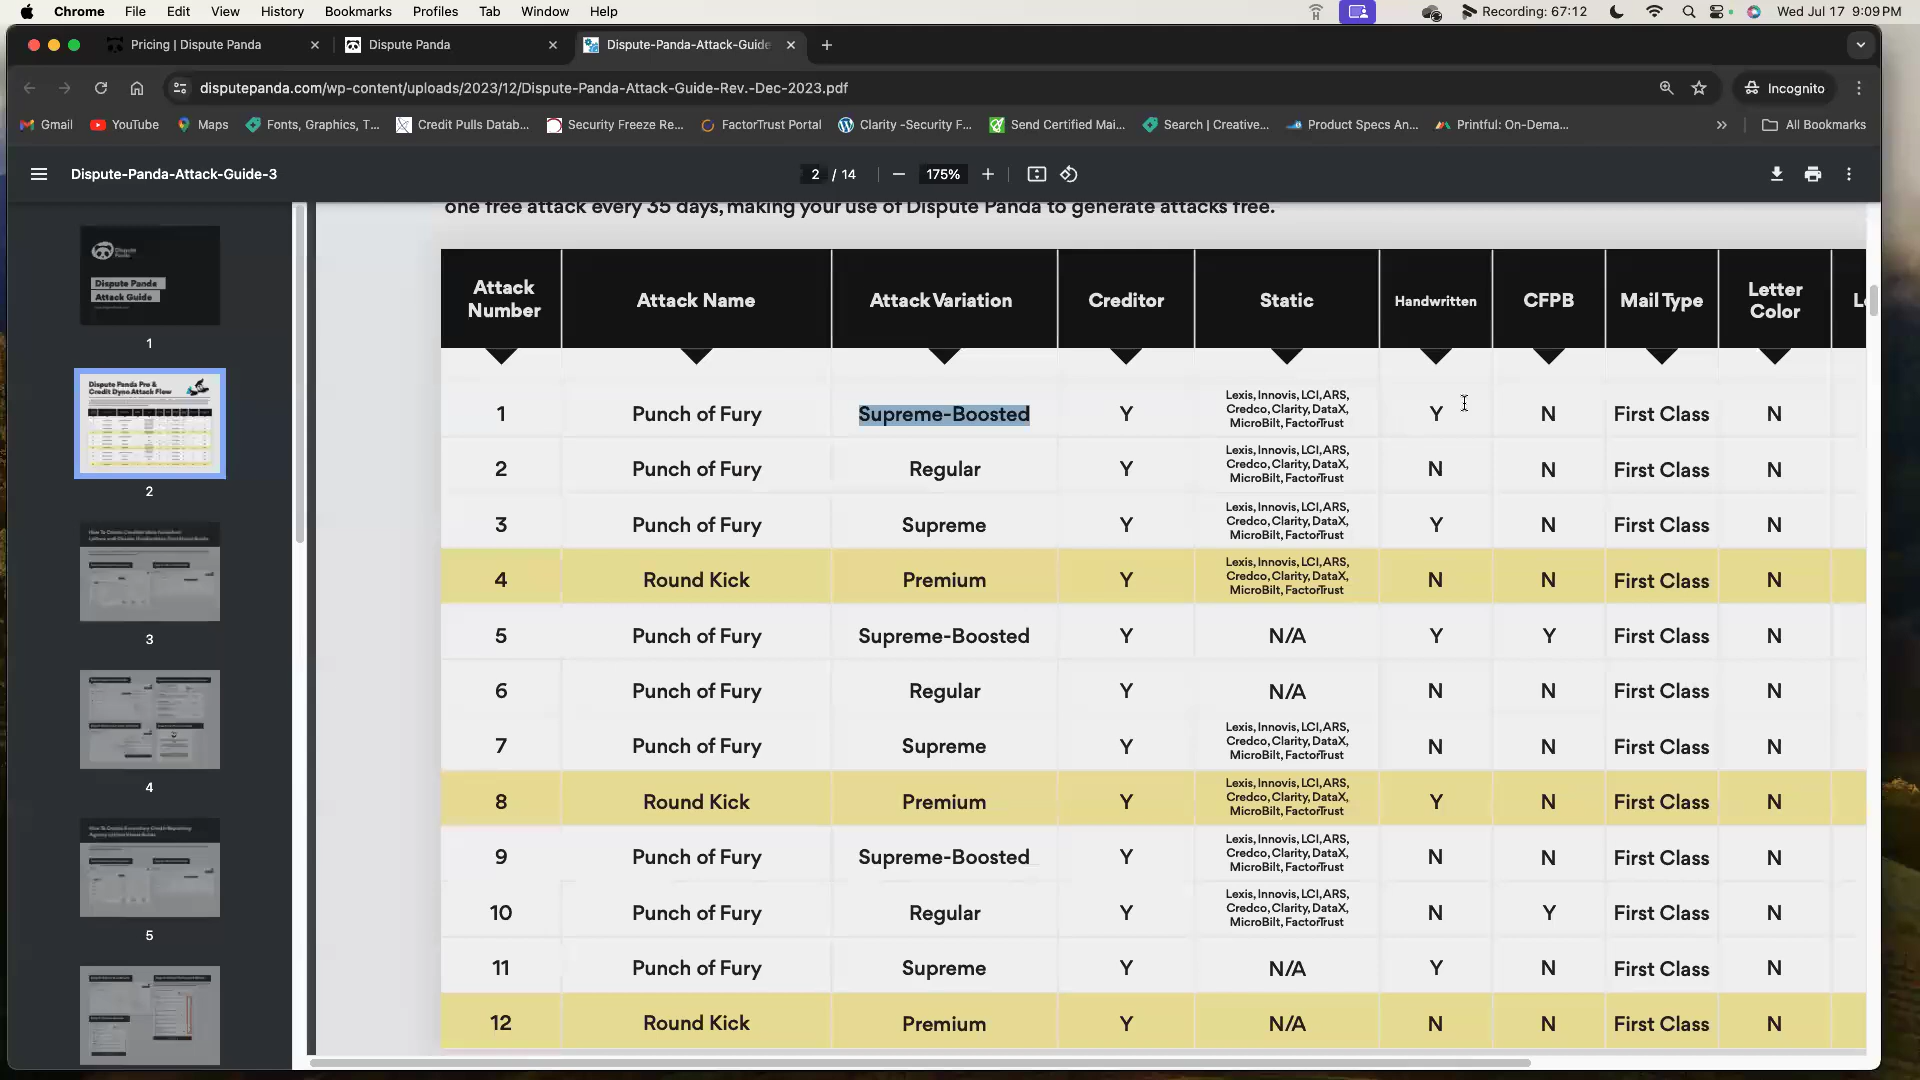 Chrome File Edit View History Bookmarks Profiles Tab Window Help Recording: 67:12 Wed Jul 17 9:09 PM
Pricing | Dispute Panda Dispute Panda Dispute-Panda-Attack-Guide
disputepanda.com/wp-content/uploads/2023/12/Dispute-Panda-Attack-Guide-Rev.-Dec-2023.pdf Incognito
Gmail YouTube Maps Fonts, Graphics, T... Credit Pulls Datab... Security Freeze Re... FactorTrust Portal Clarity -Security F... Send Certified Mai... Search | Creative... Product Specs An... Printful: On-Dema... » All Bookmarks
Dispute-Panda-Attack-Guide-3 2 / 14 175%
one free attack every 35 days, making your use of Dispute Panda to generate attacks free.
Attack Number Attack Name Attack Variation Creditor Static Handwritten CFPB Mail Type Letter Color
1 Punch of Fury Supreme-Boosted Y Lexis, Innovis, LCI, ARS, Credco, Clarity, DataX, MicroBilt, FactorTrust Y N First Class N
2 Punch of Fury Regular Y Lexis, Innovis, LCI, ARS, Credco, Clarity, DataX, MicroBilt, FactorTrust N N First Class N
3 Punch of Fury Supreme Y Lexis, Innovis, LCI, ARS, Credco, Clarity, DataX, MicroBilt, FactorTrust Y N First Class N
4 Round Kick Premium Y Lexis, Innovis, LCI, ARS, Credco, Clarity, DataX, MicroBilt, FactorTrust N N First Class N
5 Punch of Fury Supreme-Boosted Y N/A Y Y First Class N
6 Punch of Fury Regular Y N/A N N First Class N
7 Punch of Fury Supreme Y Lexis, Innovis, LCI, ARS, Credco, Clarity, DataX, MicroBilt, FactorTrust N N First Class N
8 Round Kick Premium Y Lexis, Innovis, LCI, ARS, Credco, Clarity, DataX, MicroBilt, FactorTrust Y N First Class N
9 Punch of Fury Supreme-Boosted Y Lexis, Innovis, LCI, ARS, Credco, Clarity, DataX, MicroBilt, FactorTrust N N First Class N
10 Punch of Fury Regular Y Lexis, Innovis, LCI, ARS, Credco, Clarity, DataX, MicroBilt, FactorTrust N Y First Class N
11 Punch of Fury Supreme Y N/A Y N First Class N
12 Round Kick Premium Y N/A N N First Class N
Dispute Panda
Dispute Panda
Attack Guide
1
Dispute Panda Pro &
Credit Dyno Attack Flow
2
3
4
5